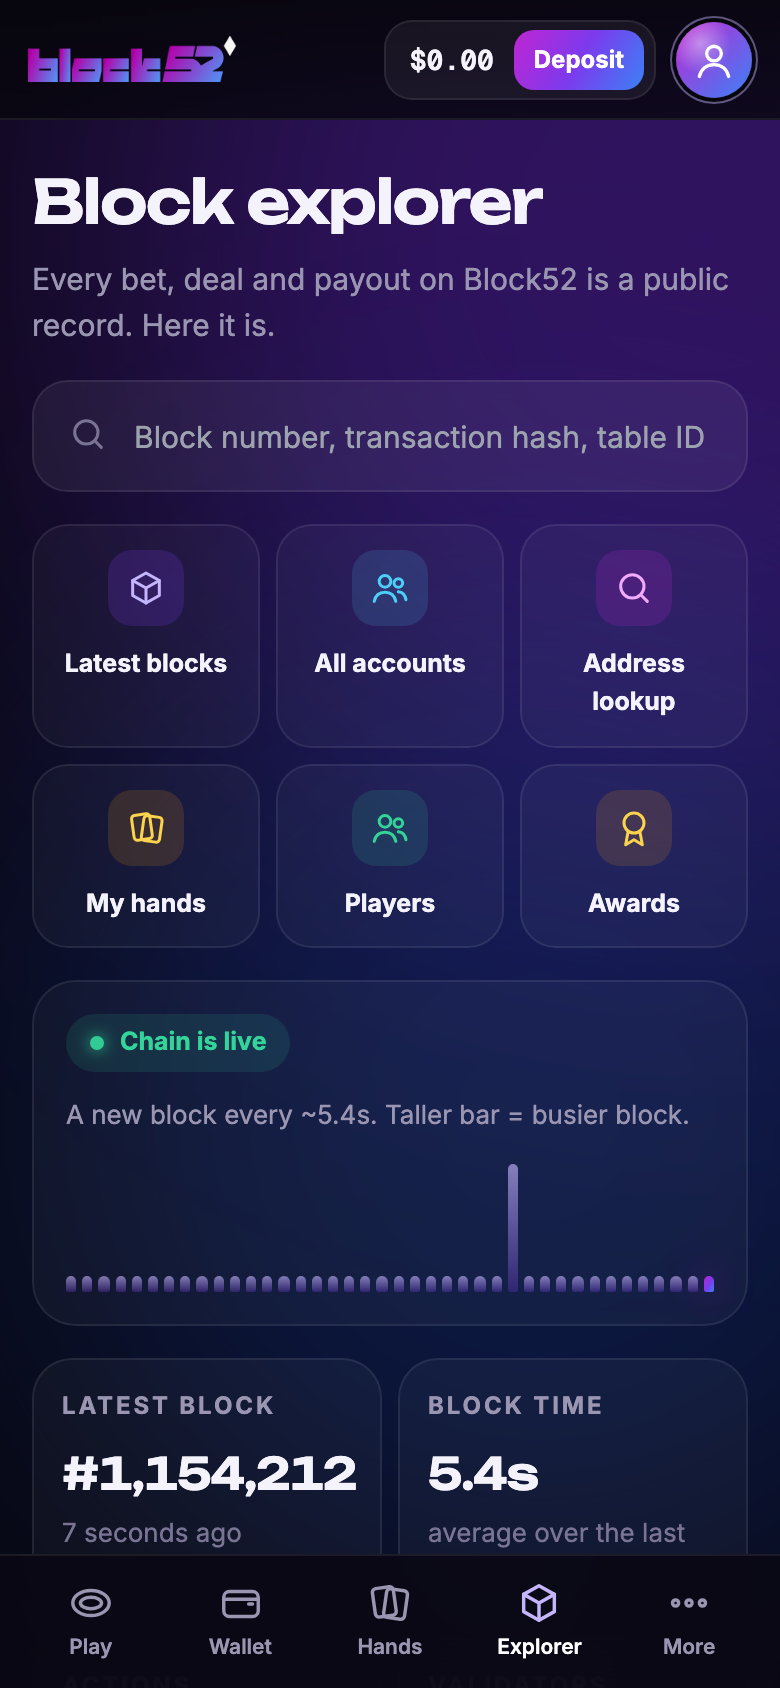 block52
$0.00
Deposit
Block explorer
Every bet, deal and payout on Block52 is a public
record. Here it is.
Block number, transaction hash, table ID
Latest blocks
All accounts
Address
lookup
My hands
Players
Awards
Chain is live
A new block every ~5.4s. Taller bar = busier block.
LATEST BLOCK
#1,154,212
7 seconds ago
BLOCK TIME
5.4s
average over the last
Play
Wallet
Hands
Explorer
More
ACTIONS
VALIDATORS